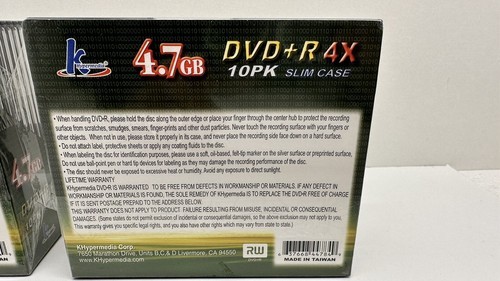 KHypermedia
4.7GB
DVD+R 4X
10PK SLIM CASE
• When handling DVD+R, please hold the disc along the outer edge or place your finger through the center hub to protect the recording
surface from scratches, smudges, smears, finger-prints and other dust particles. Never touch the recording surface with your fingers or
other objects. When not in use, please store it properly in its case, and never place the recording side face down on a hard surface.
• Do not attach label, protective sheets or apply any coating fluids to the disc.
• When labeling the disc for identification purposes, please use a soft, oil-based, felt-tip marker on the silver surface or preprinted surface.
Do not use ball-point pen or hard tip devices for labeling as they may damage the recording performance of the disc.
• The disc should never be exposed to excessive heat or humidity. Avoid any exposure to direct sunlight.
LIFETIME WARRANTY
KHypermedia DVD+R IS WARRANTED TO BE FREE FROM DEFECTS IN WORKMANSHIP OR MATERIALS. IF ANY DEFECT IN
WORKMANSHIP OR MATERIALS IS FOUND, THE SOLE REMEDY OF KHypermedia IS TO REPLACE THE DVD+R FREE OF CHARGE
IF IT IS SENT POSTAGE PREPAID TO THE ADDRESS BELOW.
THIS WARRANTY DOES NOT APPLY TO PRODUCT FAILURE RESULTING FROM MISUSE, INCIDENTAL OR CONSEQUENTIAL
DAMAGES. (Some states do not permit exclusion of incidental or consequential damages, so the above exclusion may not apply to you.
This warranty gives you specific legal rights, and you also have other rights which may vary from state to state.)
KHypermedia Corp.
7650 Marathon Drive, Units B,C,& D Livermore, CA 94550
www.KHypermedia.com
RW
MADE IN TAIWAN
4.7